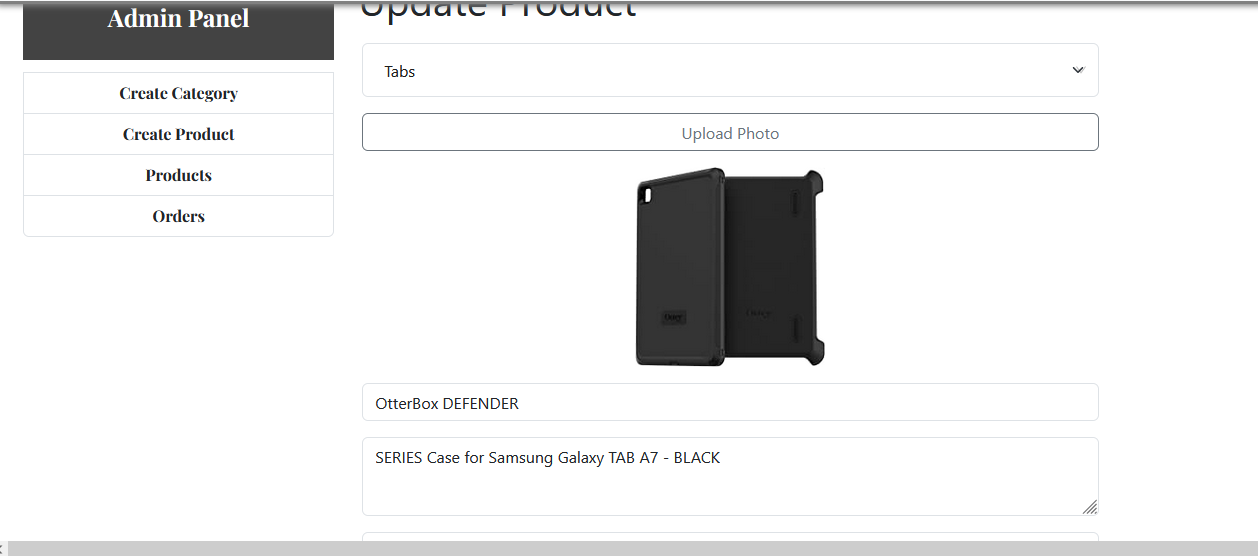 Admin Panel
Update Product
Create Category
Create Product
Products
Orders
Tabs
Upload Photo
OtterBox DEFENDER
SERIES Case for Samsung Galaxy TAB A7 - BLACK